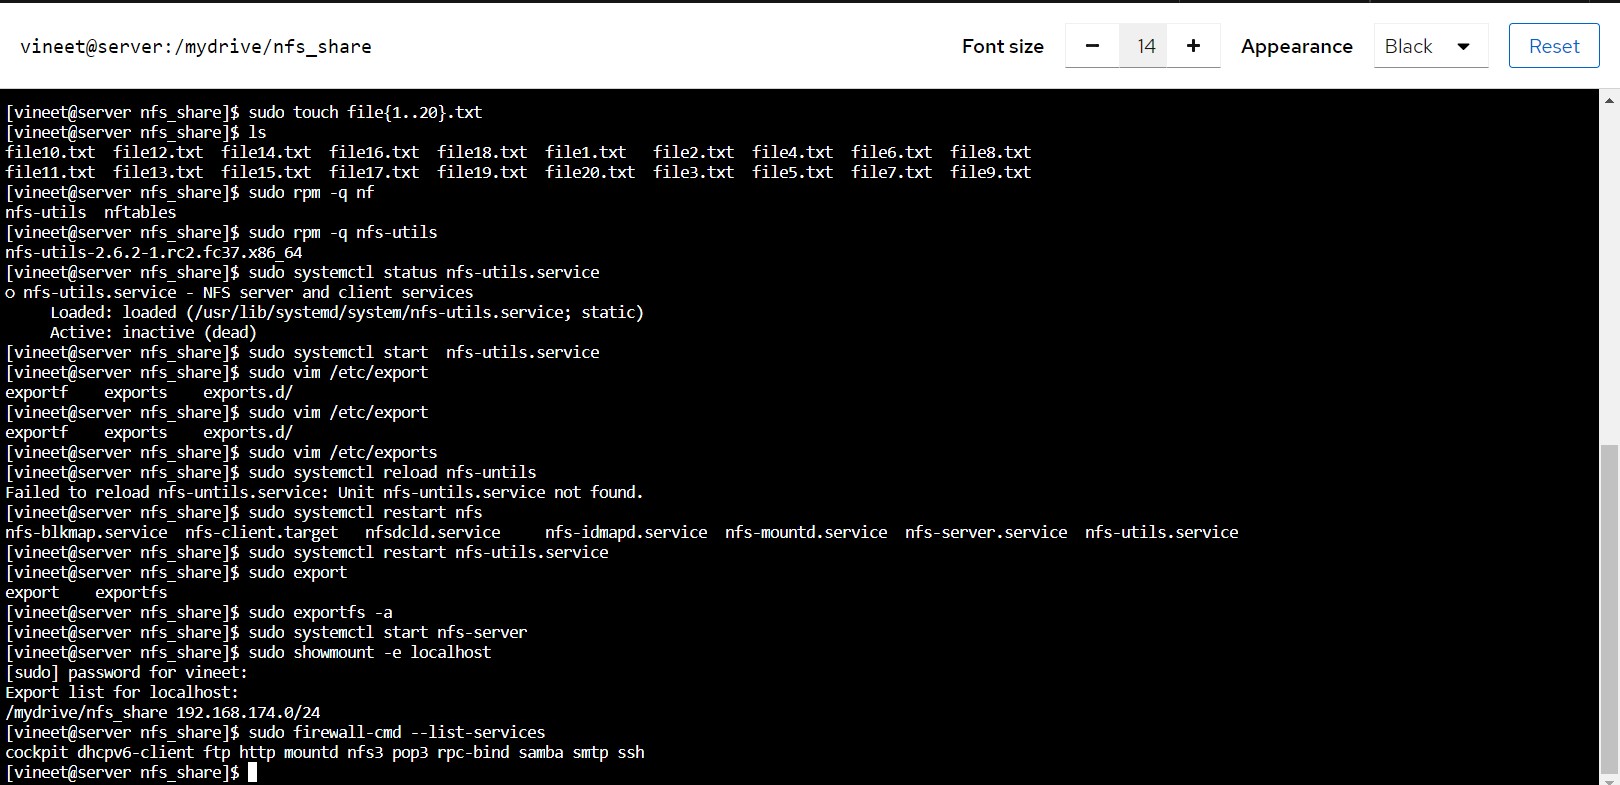 vineet@server:/mydrive/nfs_share Font size − 14 + Appearance Black Reset
[vineet@server nfs_share]$ sudo touch file{1..20}.txt
[vineet@server nfs_share]$ ls
file10.txt  file12.txt  file14.txt  file16.txt  file18.txt  file1.txt   file2.txt  file4.txt  file6.txt  file8.txt
file11.txt  file13.txt  file15.txt  file17.txt  file19.txt  file20.txt  file3.txt  file5.txt  file7.txt  file9.txt
[vineet@server nfs_share]$ sudo rpm -q nf
nfs-utils  nftables
[vineet@server nfs_share]$ sudo rpm -q nfs-utils
nfs-utils-2.6.2-1.rc2.fc37.x86_64
[vineet@server nfs_share]$ sudo systemctl status nfs-utils.service
o nfs-utils.service - NFS server and client services
     Loaded: loaded (/usr/lib/systemd/system/nfs-utils.service; static)
     Active: inactive (dead)
[vineet@server nfs_share]$ sudo systemctl start  nfs-utils.service
[vineet@server nfs_share]$ sudo vim /etc/export
exportf    exports    exports.d/
[vineet@server nfs_share]$ sudo vim /etc/export
exportf    exports    exports.d/
[vineet@server nfs_share]$ sudo vim /etc/exports
[vineet@server nfs_share]$ sudo systemctl reload nfs-untils
Failed to reload nfs-untils.service: Unit nfs-untils.service not found.
[vineet@server nfs_share]$ sudo systemctl restart nfs
nfs-blkmap.service  nfs-client.target   nfsdcld.service     nfs-idmapd.service  nfs-mountd.service  nfs-server.service  nfs-utils.service
[vineet@server nfs_share]$ sudo systemctl restart nfs-utils.service
[vineet@server nfs_share]$ sudo export
export    exportfs
[vineet@server nfs_share]$ sudo exportfs -a
[vineet@server nfs_share]$ sudo systemctl start nfs-server
[vineet@server nfs_share]$ sudo showmount -e localhost
[sudo] password for vineet:
Export list for localhost:
/mydrive/nfs_share 192.168.174.0/24
[vineet@server nfs_share]$ sudo firewall-cmd --list-services
cockpit dhcpv6-client ftp http mountd nfs3 pop3 rpc-bind samba smtp ssh
[vineet@server nfs_share]$